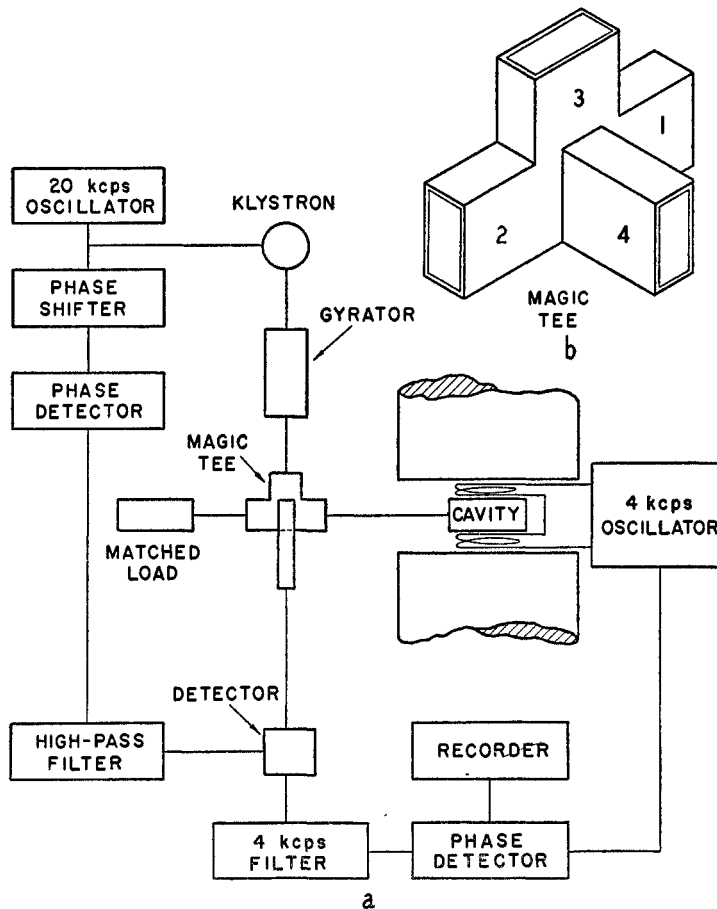 3
1
2
4
MAGIC
TEE
b
20 kcps
OSCILLATOR
KLYSTRON
PHASE
SHIFTER
GYRATOR
PHASE
DETECTOR
MAGIC
TEE
MATCHED
LOAD
CAVITY
4 kcps
OSCILLATOR
DETECTOR
HIGH-PASS
FILTER
RECORDER
4 kcps
FILTER
PHASE
DETECTOR
a